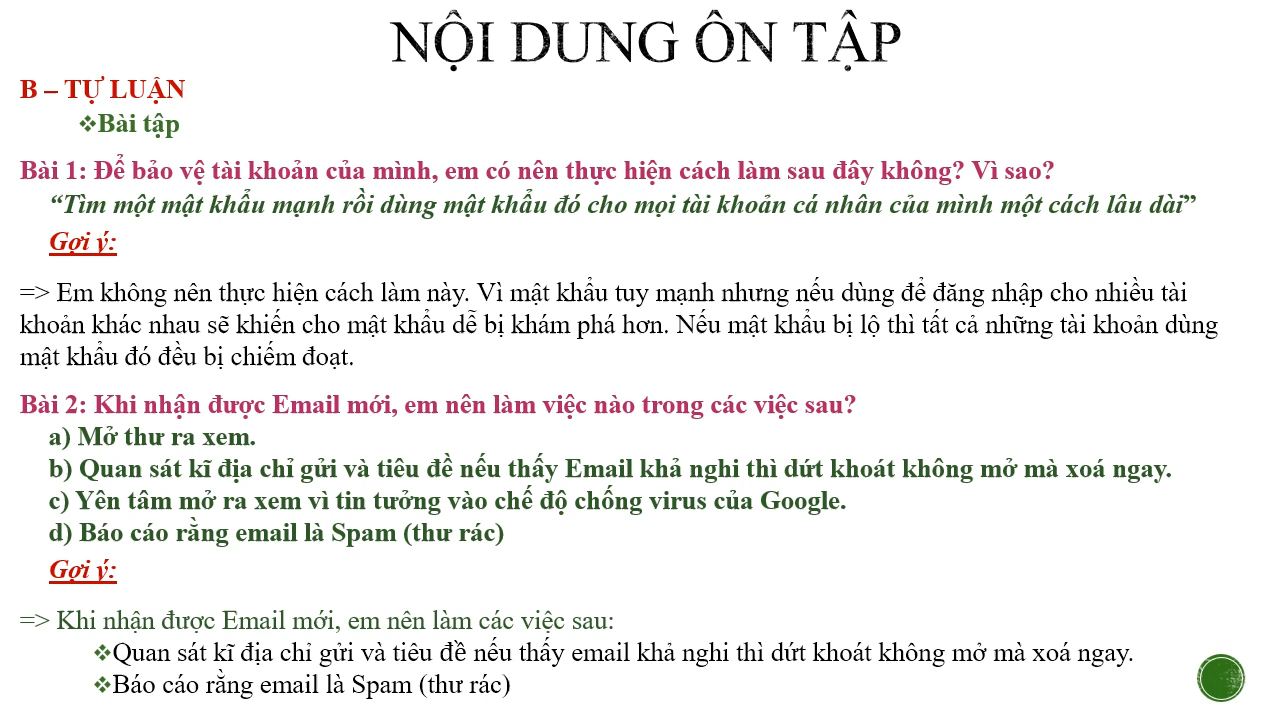 NỘI DUNG ÔN TẬP
B – TỰ LUẬN
❖Bài tập
Bài 1: Để bảo vệ tài khoản của mình, em có nên thực hiện cách làm sau đây không? Vì sao?
“Tìm một mật khẩu mạnh rồi dùng mật khẩu đó cho mọi tài khoản cá nhân của mình một cách lâu dài”
Gợi ý:
=> Em không nên thực hiện cách làm này. Vì mật khẩu tuy mạnh nhưng nếu dùng để đăng nhập cho nhiều tài
khoản khác nhau sẽ khiến cho mật khẩu dễ bị khám phá hơn. Nếu mật khẩu bị lộ thì tất cả những tài khoản dùng
mật khẩu đó đều bị chiếm đoạt.
Bài 2: Khi nhận được Email mới, em nên làm việc nào trong các việc sau?
a) Mở thư ra xem.
b) Quan sát kĩ địa chỉ gửi và tiêu đề nếu thấy Email khả nghi thì dứt khoát không mở mà xoá ngay.
c) Yên tâm mở ra xem vì tin tưởng vào chế độ chống virus của Google.
d) Báo cáo rằng email là Spam (thư rác)
Gợi ý:
=> Khi nhận được Email mới, em nên làm các việc sau:
❖Quan sát kĩ địa chỉ gửi và tiêu đề nếu thấy email khả nghi thì dứt khoát không mở mà xoá ngay.
❖Báo cáo rằng email là Spam (thư rác)